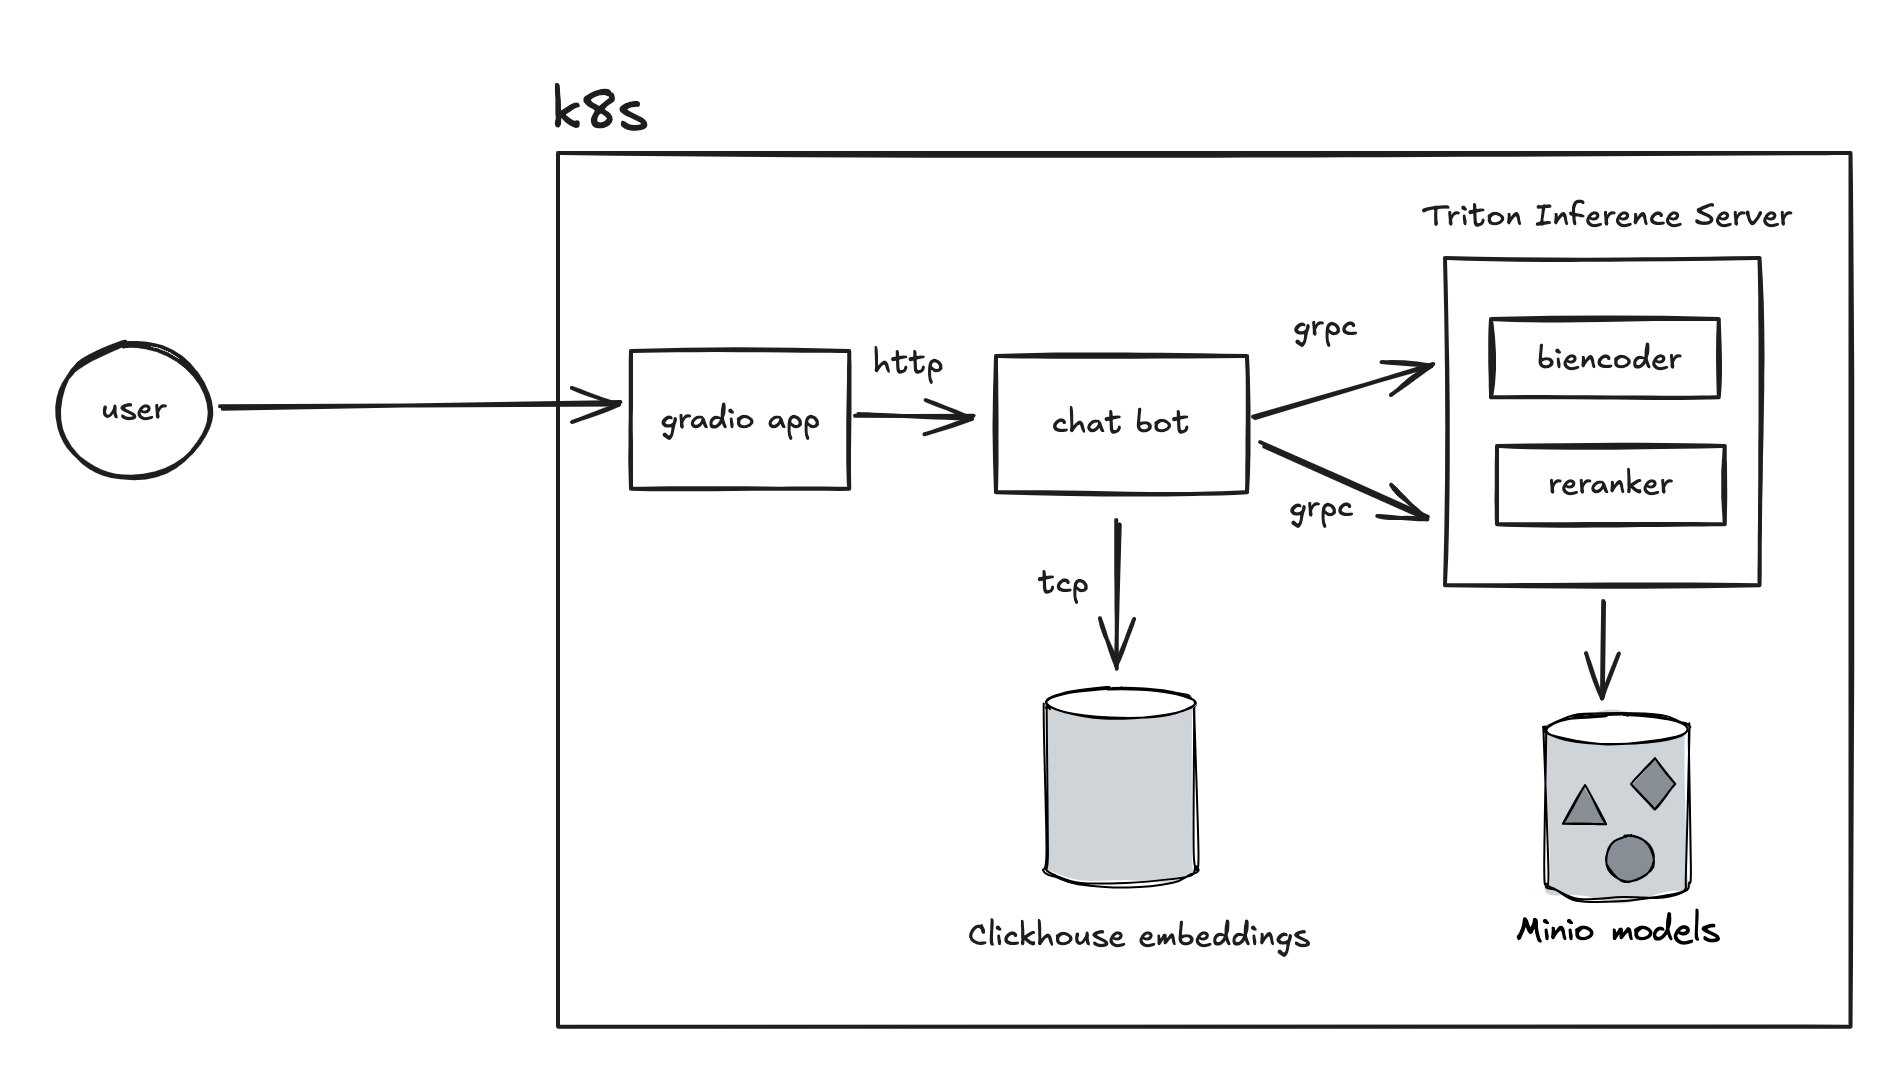 k8s
Triton Inference Server
user
gradio app
http
chat bot
grpc
grpc
biencoder
reranker
tcp
Clickhouse embeddings
Minio models